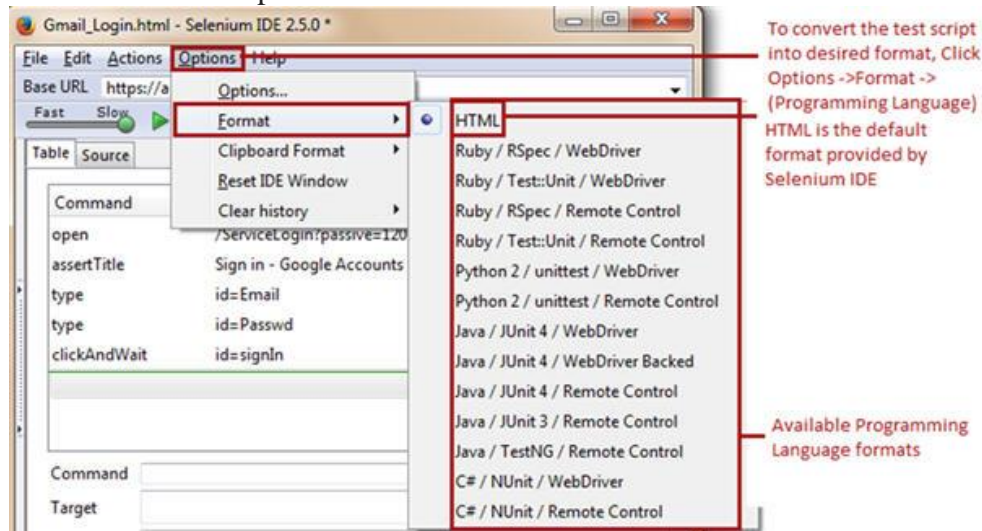 Gmail_Login.html - Selenium IDE 2.5.0 *
File Edit Actions Options Help
Base URL https://a
Fast Slow
Table Source
Command
open /ServiceLogin?passive=120
assertTitle Sign in - Google Accounts
type id=Email
type id=Passwd
clickAndWait id=signIn
Command
Target
Options...
Format
Clipboard Format
Reset IDE Window
Clear history
HTML
Ruby / RSpec / WebDriver
Ruby / Test::Unit / WebDriver
Ruby / RSpec / Remote Control
Ruby / Test::Unit / Remote Control
Python 2 / unittest / WebDriver
Python 2 / unittest / Remote Control
Java / JUnit 4 / WebDriver
Java / JUnit 4 / WebDriver Backed
Java / JUnit 4 / Remote Control
Java / JUnit 3 / Remote Control
Java / TestNG / Remote Control
C# / NUnit / WebDriver
C# / NUnit / Remote Control
To convert the test script
into desired format, Click
Options ->Format ->
(Programming Language)
HTML is the default
format provided by
Selenium IDE
Available Programming
Language formats